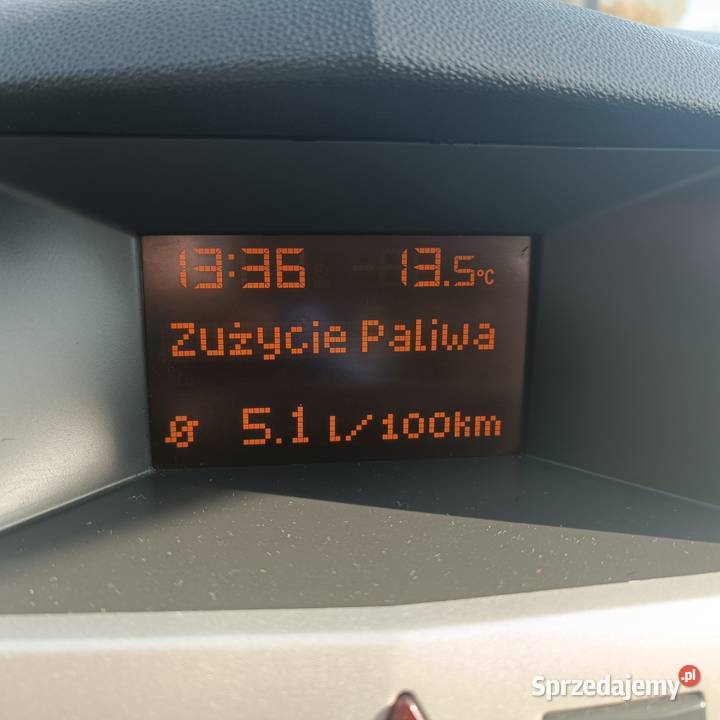 13:36 13.5°C
Zużycie Paliwa
Ø 5.1 l/100km
Sprzedajemy.pl